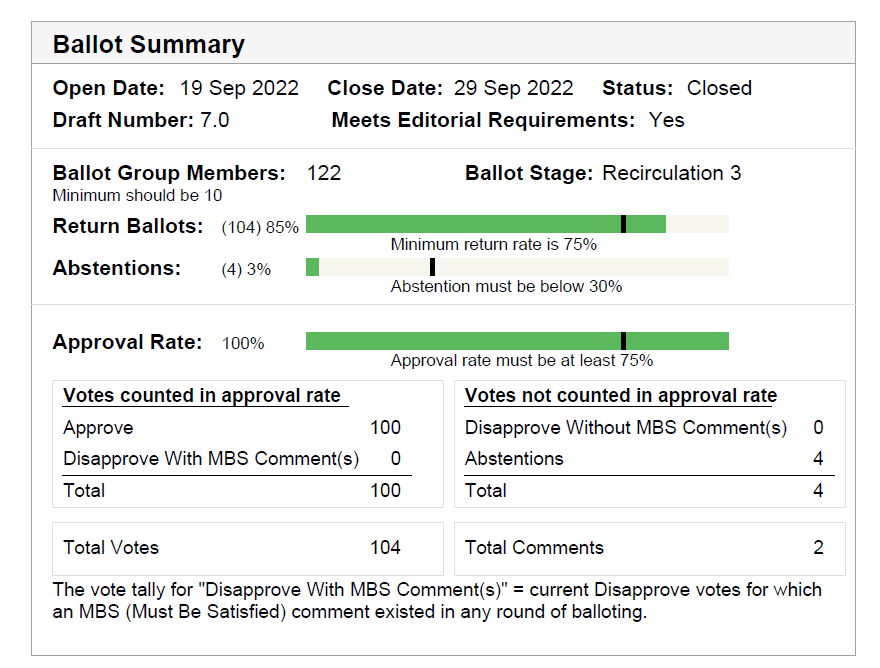 Ballot Summary
Open Date: 19 Sep 2022 Close Date: 29 Sep 2022 Status: Closed
Draft Number: 7.0 Meets Editorial Requirements: Yes
Ballot Group Members: 122 Ballot Stage: Recirculation 3
Minimum should be 10
Return Ballots: (104) 85%
Minimum return rate is 75%
Abstentions: (4) 3%
Abstention must be below 30%
Approval Rate: 100%
Approval rate must be at least 75%
Votes counted in approval rate
Approve 100
Disapprove With MBS Comment(s) 0
Total 100
Votes not counted in approval rate
Disapprove Without MBS Comment(s) 0
Abstentions 4
Total 4
Total Votes 104
Total Comments 2
The vote tally for "Disapprove With MBS Comment(s)" = current Disapprove votes for which
an MBS (Must Be Satisfied) comment existed in any round of balloting.